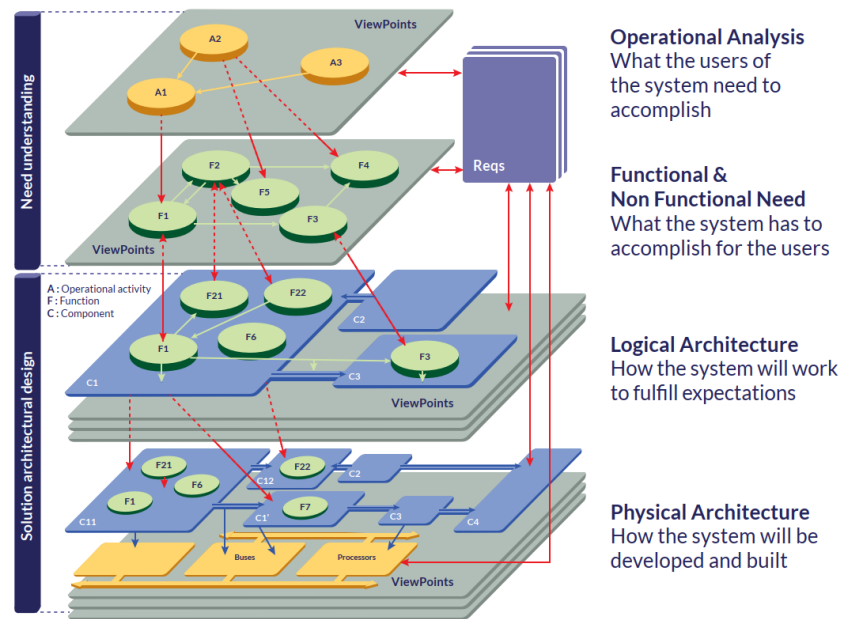 Need understanding
ViewPoints
A2
A3
A1
Reqs
F2
F4
F5
F1
F3
ViewPoints
Operational Analysis
What the users of
the system need to
accomplish
Functional &
Non Functional Need
What the system has to
accomplish for the users
Solution architectural design
A : Operational activity
F : Function
C : Component
F21
F22
C2
F6
F1
F3
C1
C3
ViewPoints
Logical Architecture
How the system will work
to fulfill expectations
F21
F22
C2
F6
C12
F1
F7
C11
C1'
C3
C4
Buses
Processors
ViewPoints
Physical Architecture
How the system will be
developed and built